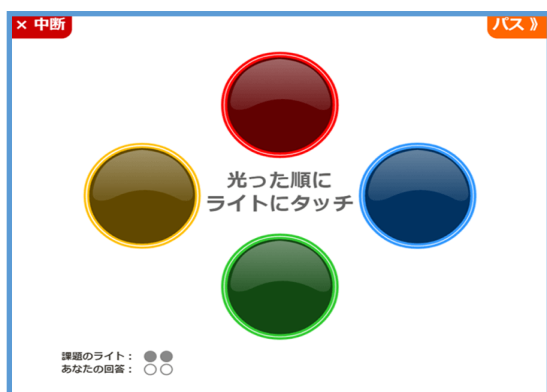 × 中断
パス 》
光った順に
ライトにタッチ
課題のライト：
あなたの回答：